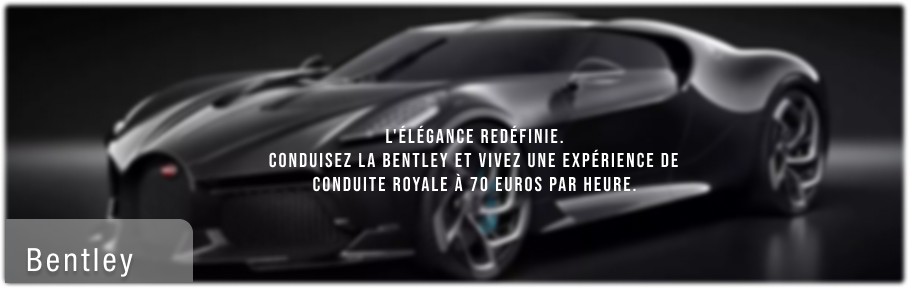 L'ÉLÉGANCE REDÉFINIE.
CONDUISEZ LA BENTLEY ET VIVEZ UNE EXPÉRIENCE DE
CONDUITE ROYALE À 70 EUROS PAR HEURE.
Bentley